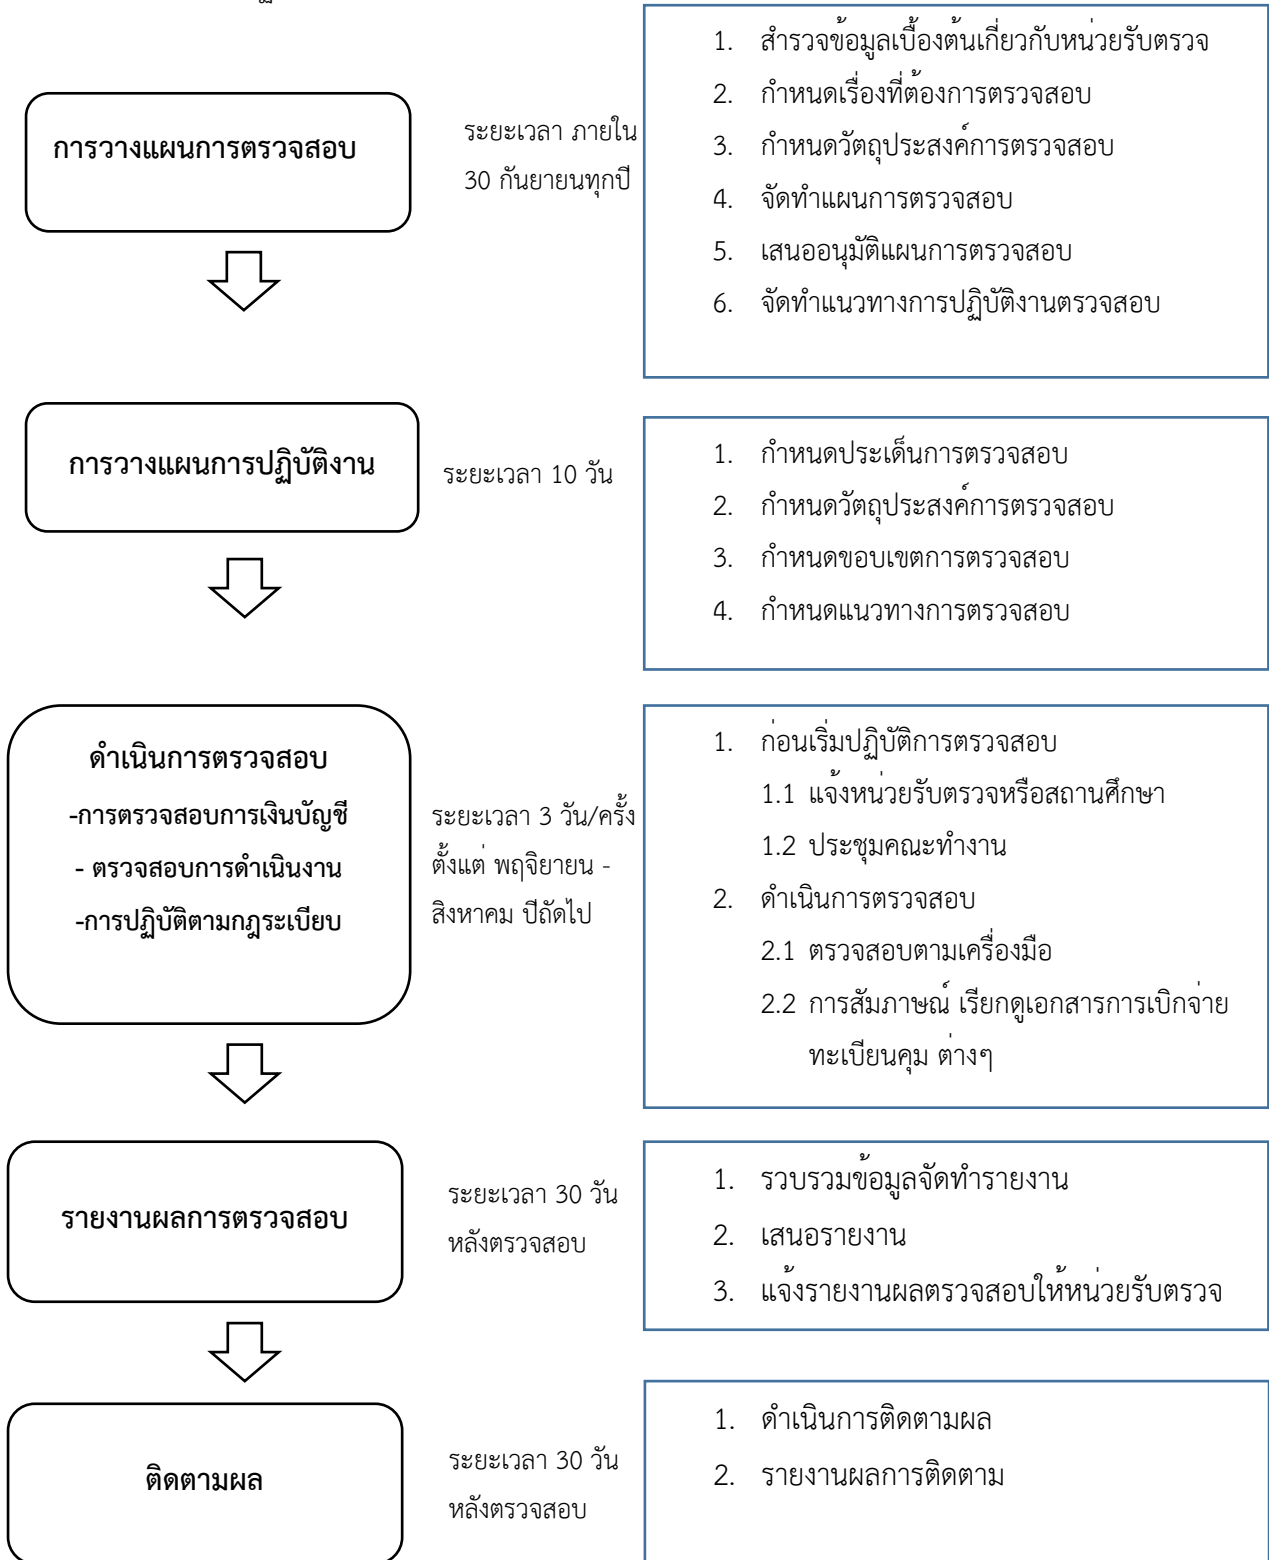 การวางแผนการตรวจสอบ
ระยะเวลา ภายใน
30 กันยายนทุกปี
1. สำรวจข้อมูลเบื้องต้นเกี่ยวกับหน่วยรับตรวจ
2. กำหนดเรื่องที่ต้องการตรวจสอบ
3. กำหนดวัตถุประสงค์การตรวจสอบ
4. จัดทำแผนการตรวจสอบ
5. เสนออนุมัติแผนการตรวจสอบ
6. จัดทำแนวทางการปฏิบัติงานตรวจสอบ
การวางแผนการปฏิบัติงาน
ระยะเวลา 10 วัน
1. กำหนดประเด็นการตรวจสอบ
2. กำหนดวัตถุประสงค์การตรวจสอบ
3. กำหนดขอบเขตการตรวจสอบ
4. กำหนดแนวทางการตรวจสอบ
ดำเนินการตรวจสอบ
-การตรวจสอบการเงินบัญชี
- ตรวจสอบการดำเนินงาน
-การปฏิบัติตามกฎระเบียบ
ระยะเวลา 3 วัน/ครั้ง
ตั้งแต่ พฤจิยายน -
สิงหาคม ปีถัดไป
1. ก่อนเริ่มปฏิบัติการตรวจสอบ
1.1 แจ้งหน่วยรับตรวจหรือสถานศึกษา
1.2 ประชุมคณะทำงาน
2. ดำเนินการตรวจสอบ
2.1 ตรวจสอบตามเครื่องมือ
2.2 การสัมภาษณ์ เรียกดูเอกสารการเบิกจ่าย
ทะเบียนคุม ต่างๆ
รายงานผลการตรวจสอบ
ระยะเวลา 30 วัน
หลังตรวจสอบ
1. รวบรวมข้อมูลจัดทำรายงาน
2. เสนอรายงาน
3. แจ้งรายงานผลตรวจสอบให้หน่วยรับตรวจ
ติดตามผล
ระยะเวลา 30 วัน
หลังตรวจสอบ
1. ดำเนินการติดตามผล
2. รายงานผลการติดตาม